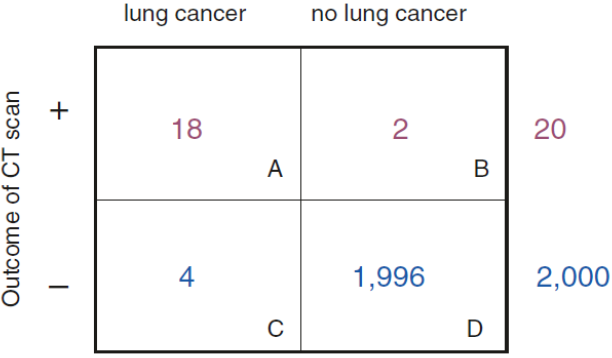 lung cancer no lung cancer
Outcome of CT scan
+ 18 2 20
A B
– 4 1,996 2,000
C D